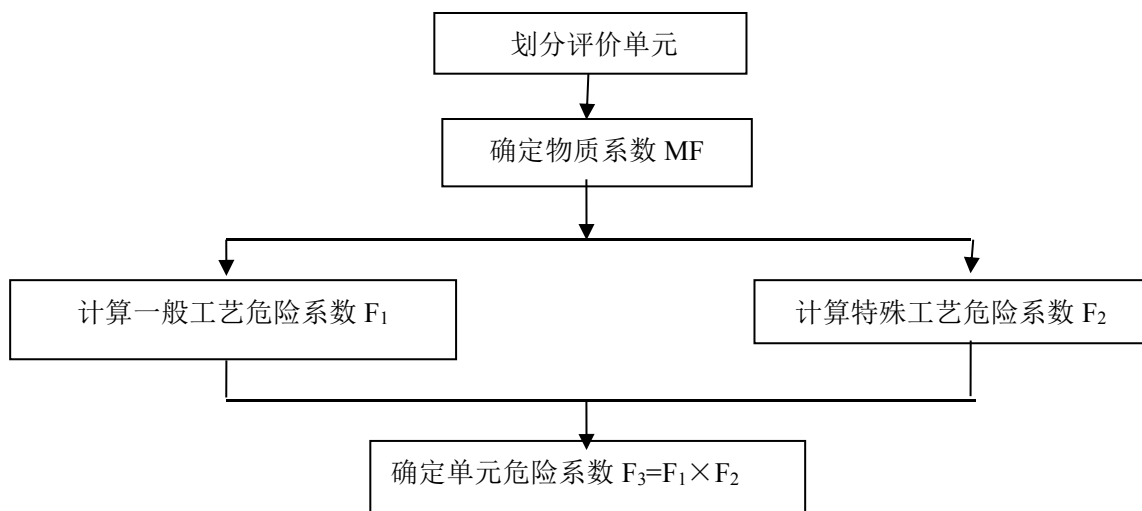 划分评价单元
确定物质系数 MF
计算一般工艺危险系数 F₁
计算特殊工艺危险系数 F₂
确定单元危险系数 F₃=F₁×F₂